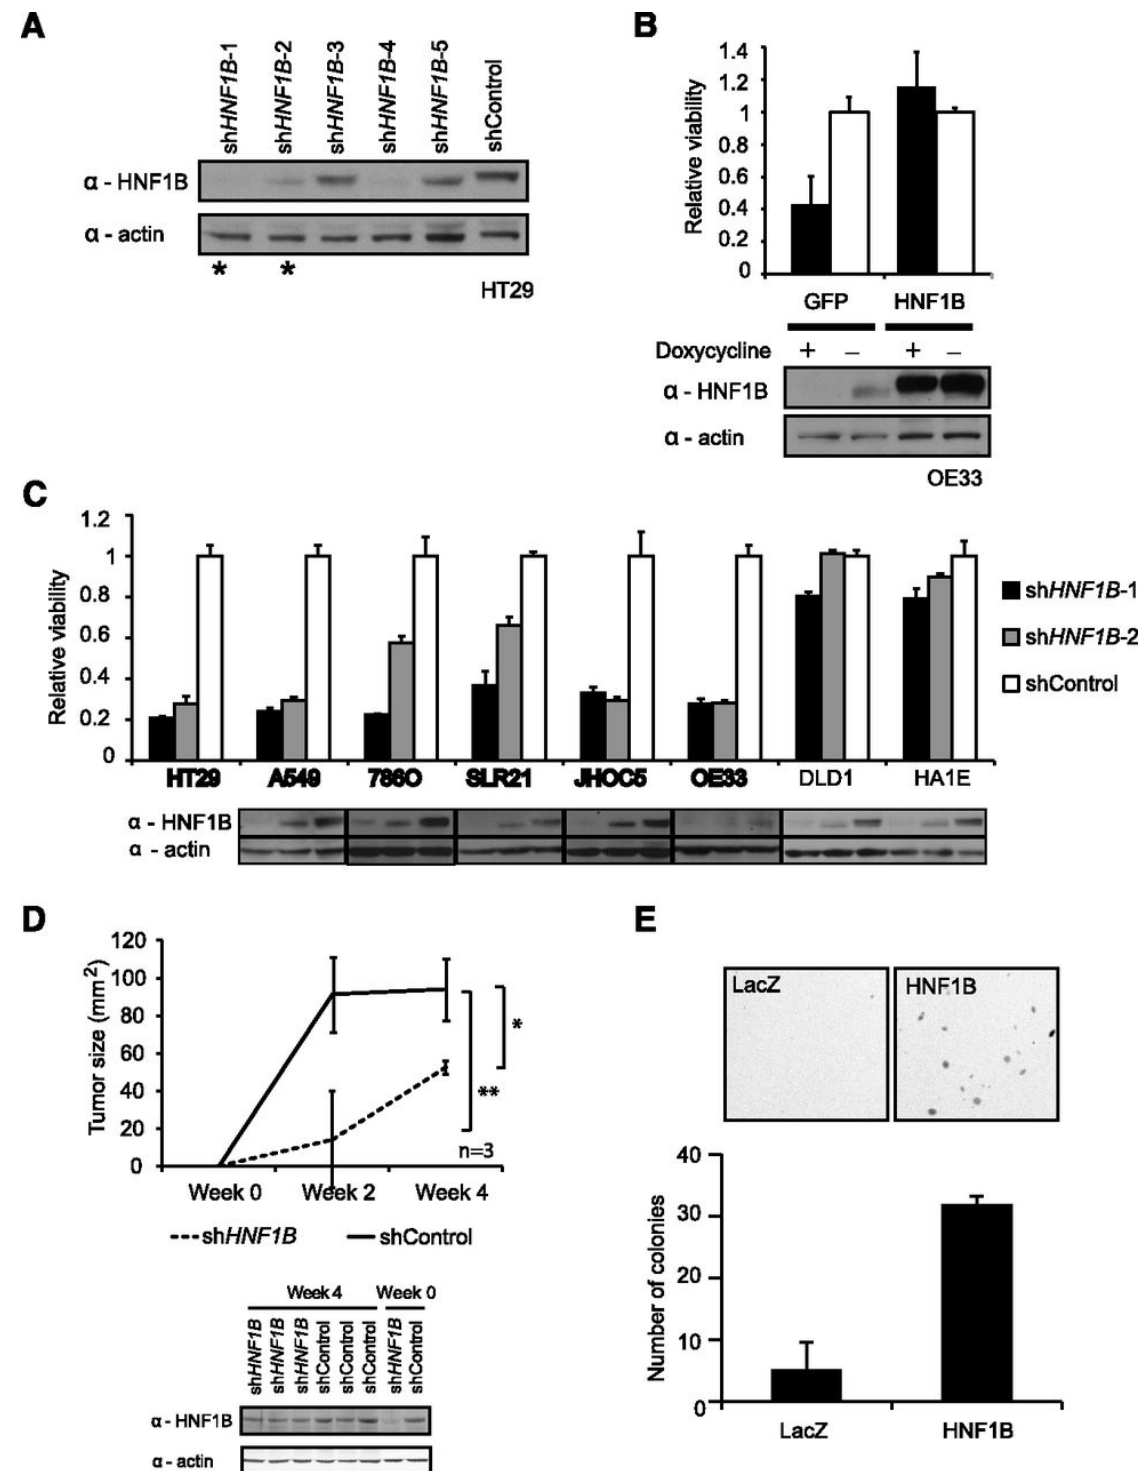 A
shHNF1B-1
shHNF1B-2
shHNF1B-3
shHNF1B-4
shHNF1B-5
shControl
α - HNF1B
α - actin
* *
HT29
B
Relative viability
1.4
1.2
1
0.8
0.6
0.4
0.2
0
GFP HNF1B
Doxycycline + − + −
α - HNF1B
α - actin
OE33
C
Relative viability
1.2
1
0.8
0.6
0.4
0.2
0
HT29 A549 786O SLR21 JHOC5 OE33 DLD1 HA1E
shHNF1B-1
shHNF1B-2
shControl
α - HNF1B
α - actin
D
Tumor size (mm2)
120
100
80
60
40
20
0
*
**
n=3
Week 0 Week 2 Week 4
shHNF1B shControl
Week 4 Week 0
shHNF1B
shHNF1B
shHNF1B
shControl
shControl
shControl
shHNF1B
shControl
α - HNF1B
α - actin
E
LacZ HNF1B
Number of colonies
40
30
20
10
0
LacZ HNF1B